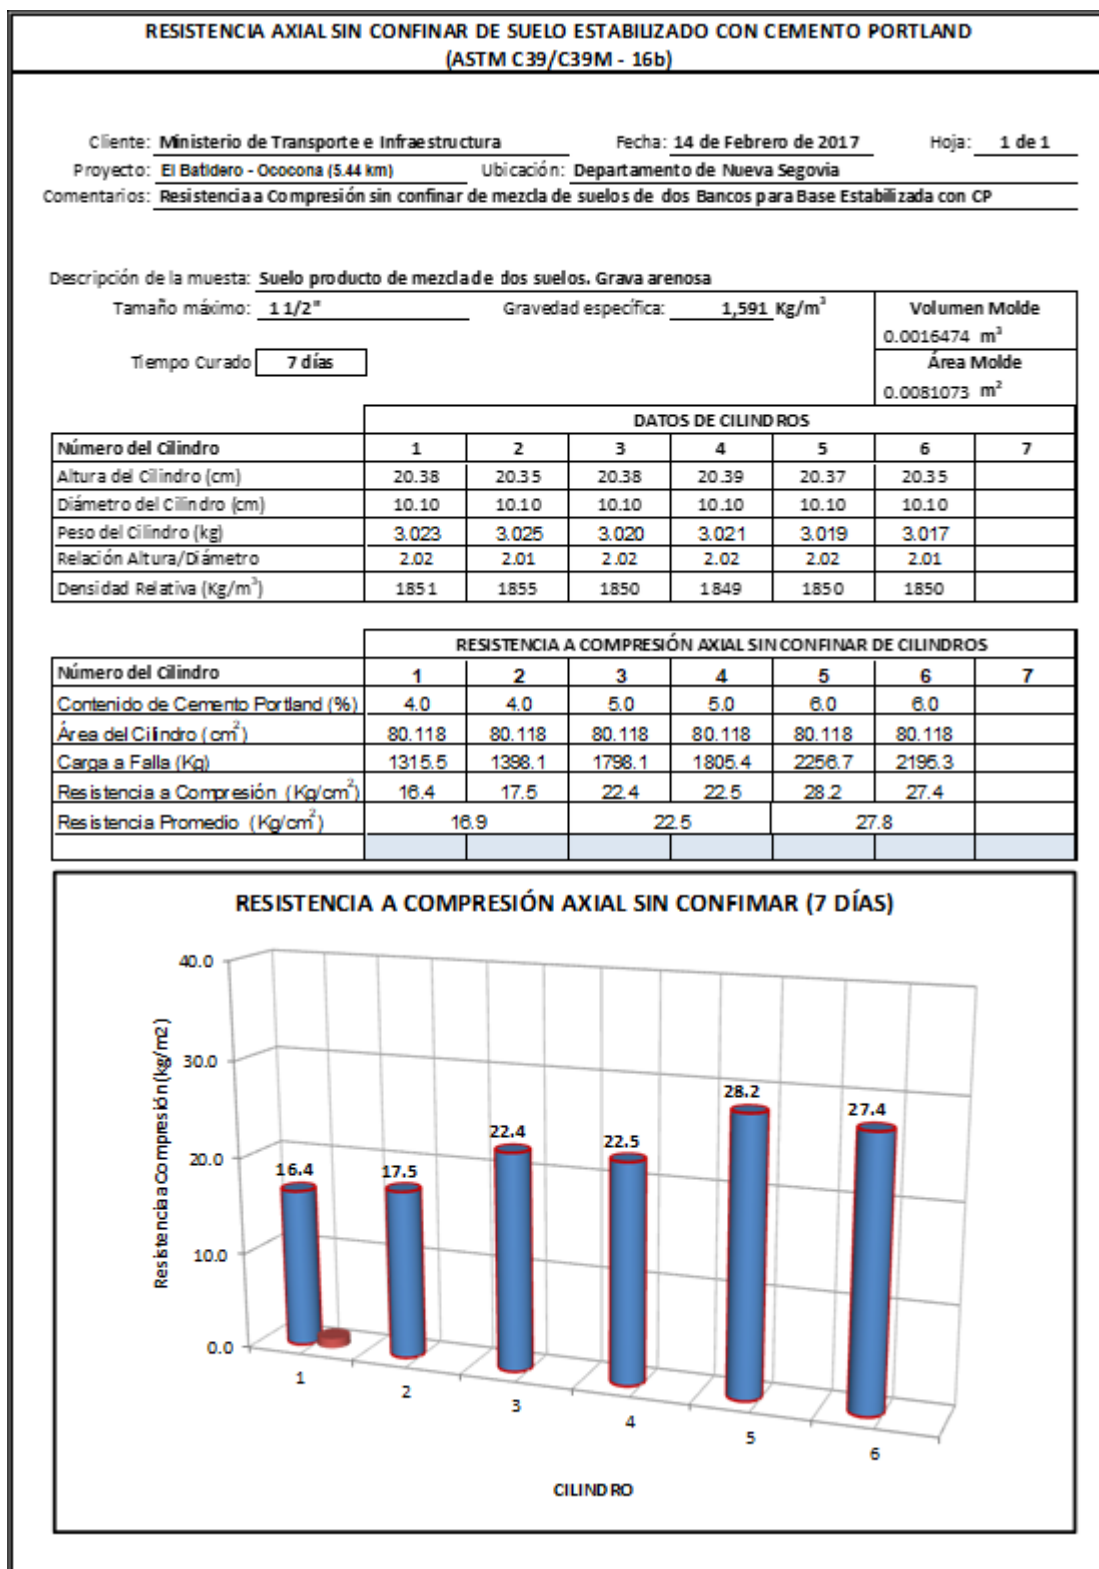 RESISTENCIA AXIAL SIN CONFINAR DE SUELO ESTABILIZADO CON CEMENTO PORTLAND
(ASTM C39/C39M - 16b)
Cliente: Ministerio de Transporte e Infraestructura Fecha: 14 de Febrero de 2017 Hoja: 1 de 1
Proyecto: El Batidero - Ococona (5.44 km) Ubicación: Departamento de Nueva Segovia
Comentarios: Resistencia a Compresión sin confinar de mezcla de suelos de dos Bancos para Base Estabilizada con CP
Descripción de la muesta: Suelo producto de mezcla de dos suelos. Grava arenosa
Tamaño máximo: 1 1/2" Gravedad específica: 1,591 Kg/m³ Volumen Molde
0.0016474 m³
Tiempo Curado 7 días Área Molde
0.0081073 m²
DATOS DE CILINDROS
Número del Cilindro 1 2 3 4 5 6 7
Altura del Cilindro (cm) 20.38 20.35 20.38 20.39 20.37 20.35
Diámetro del Cilindro (cm) 10.10 10.10 10.10 10.10 10.10 10.10
Peso del Cilindro (kg) 3.023 3.025 3.020 3.021 3.019 3.017
Relación Altura/Diámetro 2.02 2.01 2.02 2.02 2.02 2.01
Densidad Relativa (Kg/m³) 1851 1855 1850 1849 1850 1850
RESISTENCIA A COMPRESIÓN AXIAL SIN CONFINAR DE CILINDROS
Número del Cilindro 1 2 3 4 5 6 7
Contenido de Cemento Portland (%) 4.0 4.0 5.0 5.0 6.0 6.0
Área del Cilindro (cm²) 80.118 80.118 80.118 80.118 80.118 80.118
Carga a Falla (Kg) 1315.5 1398.1 1798.1 1805.4 2256.7 2195.3
Resistencia a Compresión (Kg/cm²) 16.4 17.5 22.4 22.5 28.2 27.4
Resistencia Promedio (Kg/cm²) 16.9 22.5 27.8
RESISTENCIA A COMPRESIÓN AXIAL SIN CONFIMAR (7 DÍAS)
Resistencia a Compresión (kg/m2)
40.0
30.0
20.0
10.0
0.0
16.4 17.5 22.4 22.5 28.2 27.4
1 2 3 4 5 6
CILINDRO